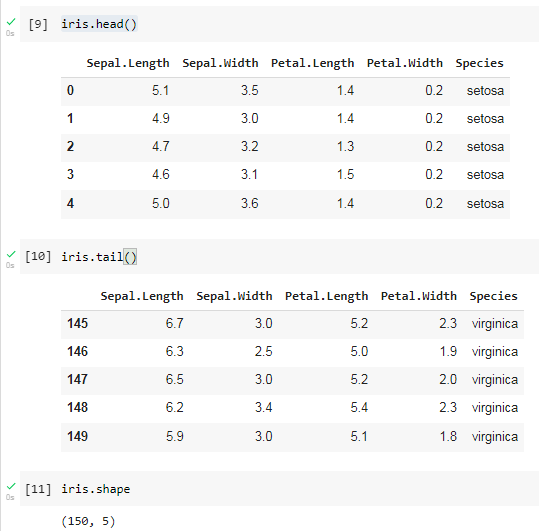 [9] iris.head()
0s
Sepal.Length Sepal.Width Petal.Length Petal.Width Species
0 5.1 3.5 1.4 0.2 setosa
1 4.9 3.0 1.4 0.2 setosa
2 4.7 3.2 1.3 0.2 setosa
3 4.6 3.1 1.5 0.2 setosa
4 5.0 3.6 1.4 0.2 setosa
[10] iris.tail()
0s
Sepal.Length Sepal.Width Petal.Length Petal.Width Species
145 6.7 3.0 5.2 2.3 virginica
146 6.3 2.5 5.0 1.9 virginica
147 6.5 3.0 5.2 2.0 virginica
148 6.2 3.4 5.4 2.3 virginica
149 5.9 3.0 5.1 1.8 virginica
[11] iris.shape
0s
(150, 5)